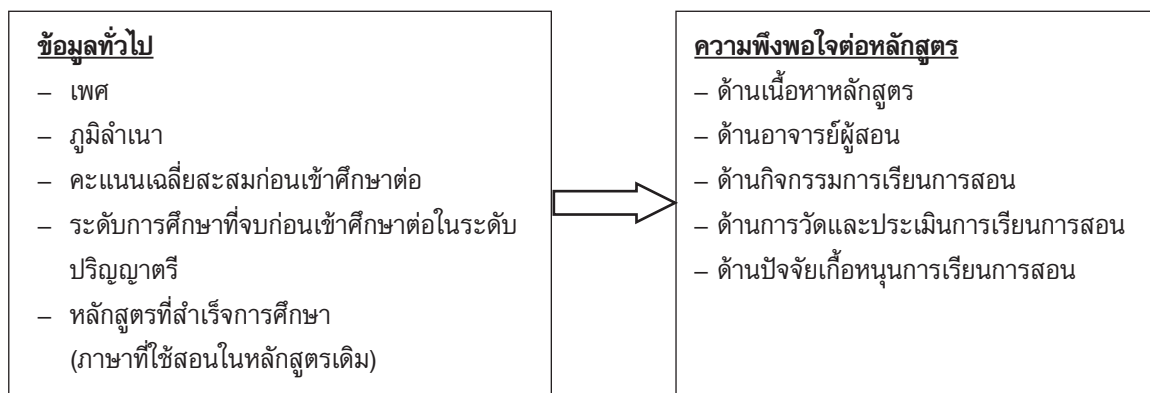 ข้อมูลทั่วไป
– เพศ
– ภูมิลำเนา
– คะแนนเฉลี่ยสะสมก่อนเข้าศึกษาต่อ
– ระดับการศึกษาที่จบก่อนเข้าศึกษาต่อในระดับ
ปริญญาตรี
– หลักสูตรที่สำเร็จการศึกษา
(ภาษาที่ใช้สอนในหลักสูตรเดิม)
ความพึงพอใจต่อหลักสูตร
– ด้านเนื้อหาหลักสูตร
– ด้านอาจารย์ผู้สอน
– ด้านกิจกรรมการเรียนการสอน
– ด้านการวัดและประเมินการเรียนการสอน
– ด้านปัจจัยเกื้อหนุนการเรียนการสอน